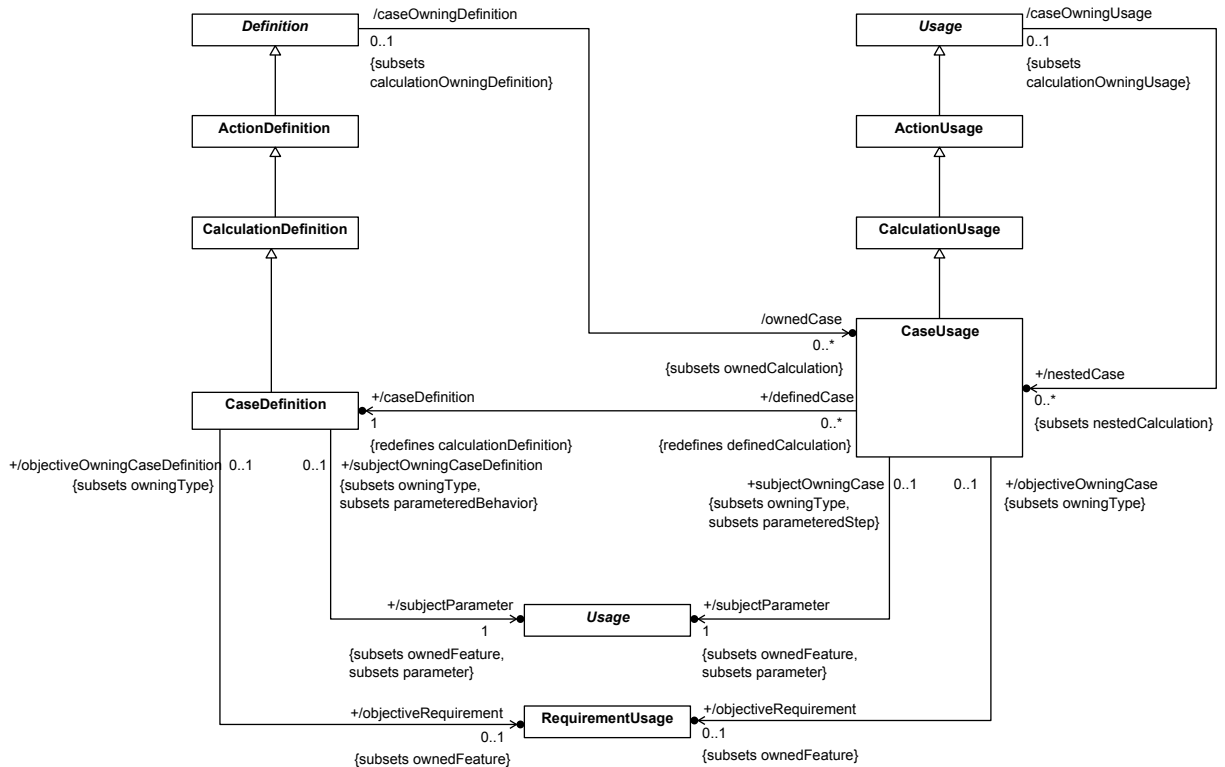 /caseOwningDefinition
/caseOwningUsage
Definition
0..1
{subsets
calculationOwningDefinition}
Usage
0..1
{subsets
calculationOwningUsage}
ActionDefinition
ActionUsage
CalculationDefinition
CalculationUsage
/ownedCase
0..*
{subsets ownedCalculation}
CaseUsage
+/nestedCase
0..*
{subsets nestedCalculation}
CaseDefinition
+/caseDefinition
1
{redefines calculationDefinition}
+/definedCase
0..*
{redefines definedCalculation}
+/objectiveOwningCaseDefinition
0..1
{subsets owningType}
0..1
+/subjectOwningCaseDefinition
{subsets owningType,
subsets parameteredBehavior}
+subjectOwningCase
0..1
{subsets owningType,
subsets parameteredStep}
0..1
+/objectiveOwningCase
{subsets owningType}
+/subjectParameter
1
{subsets ownedFeature,
subsets parameter}
Usage
+/subjectParameter
1
{subsets ownedFeature,
subsets parameter}
+/objectiveRequirement
0..1
{subsets ownedFeature}
RequirementUsage
+/objectiveRequirement
0..1
{subsets ownedFeature}